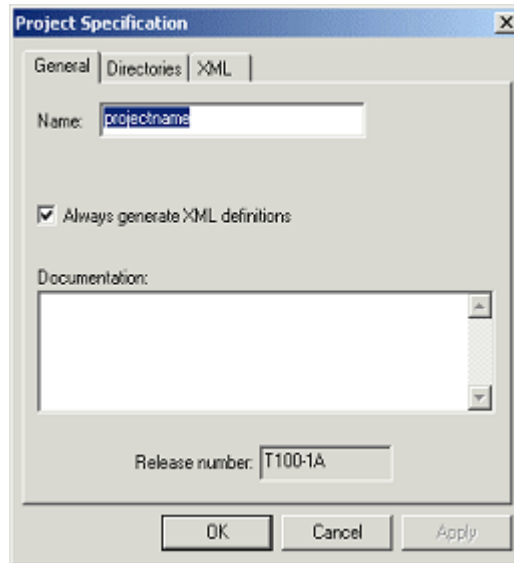 Project Specification
General Directories XML
Name: projectname
Always generate XML definitions
Documentation:
Release number: T100-1A
OK Cancel Apply